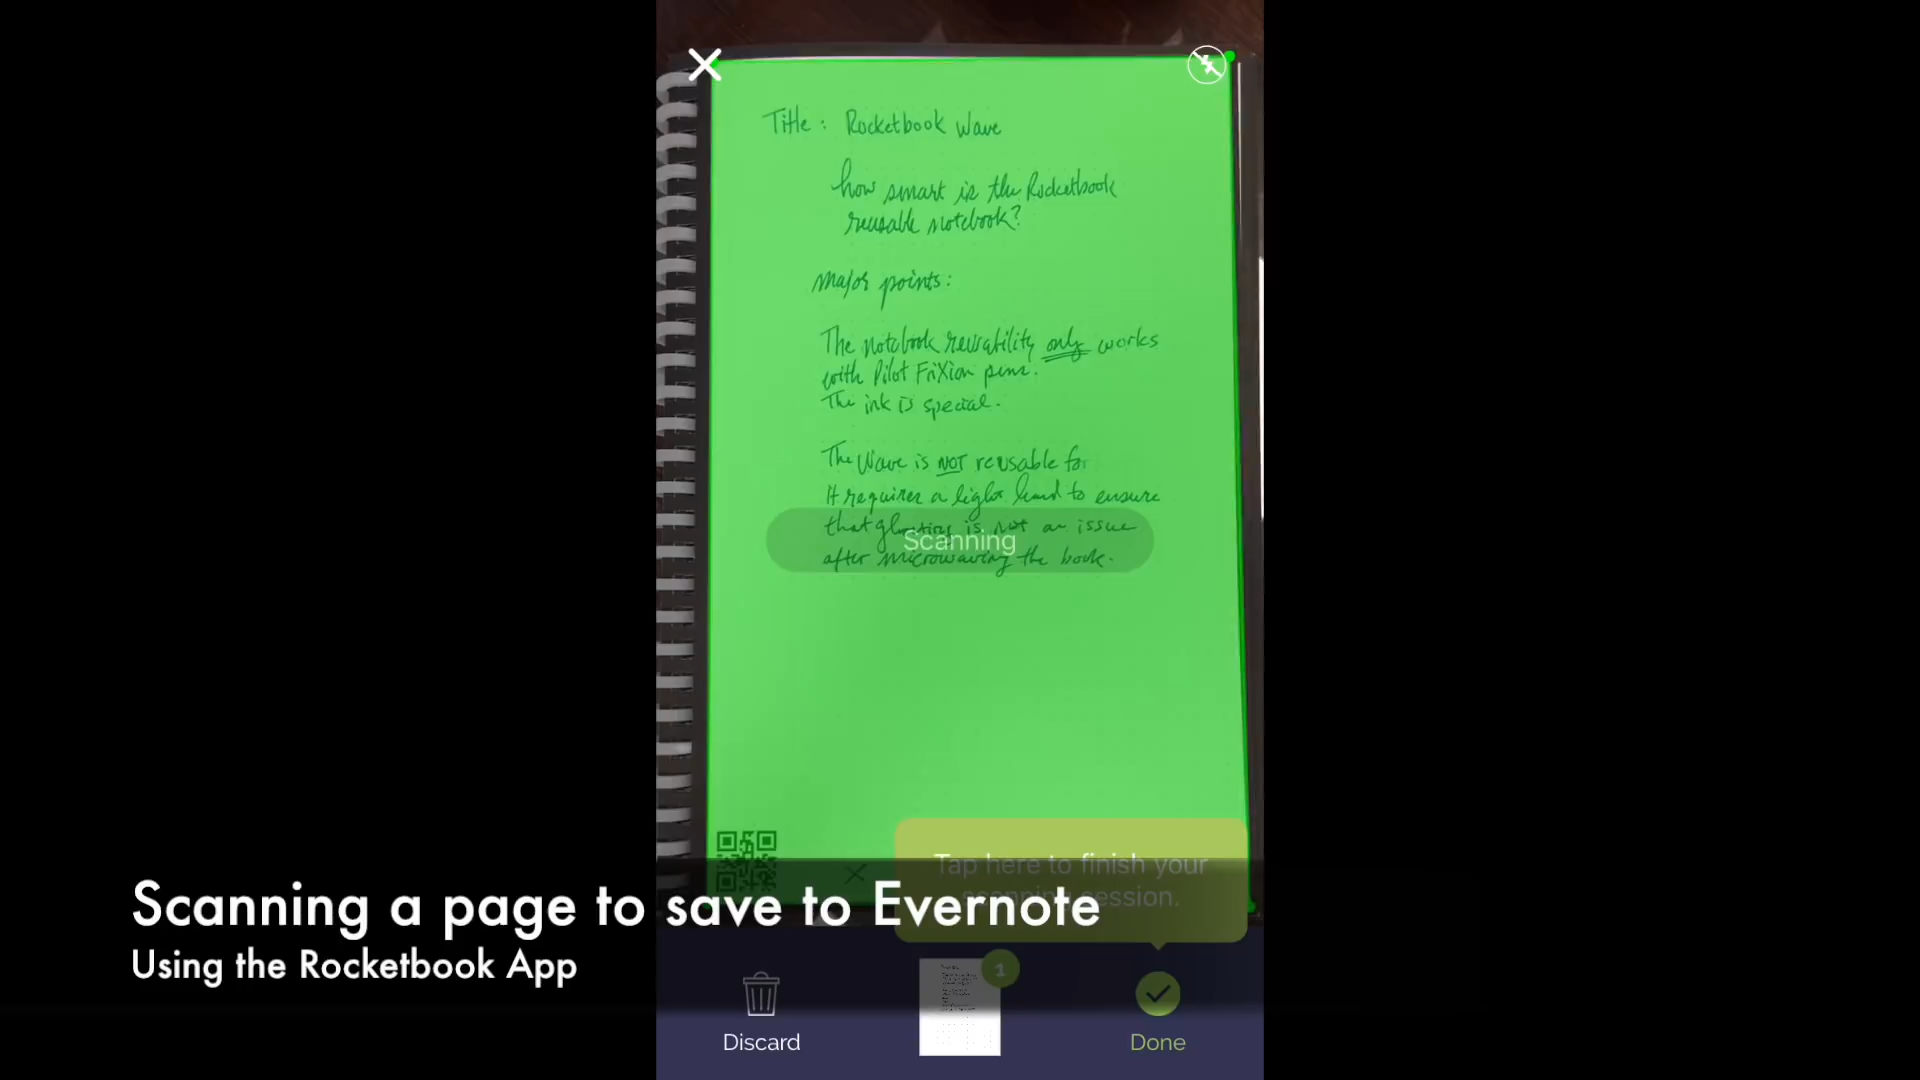 Title: Rocketbook Wave
how smart is the Rocketbook
reusable notebook?
Major points:
The notebook reusability only works
with Pilot FriXion pens.
The ink is special.
The Wave is NOT reusable for
It requires a light hand to ensure
that ghosting is not an issue
Scanning
after microwaving the book.
Tap here to finish your
scanning session.
Scanning a page to save to Evernote
Using the Rocketbook App
1
Discard
Done